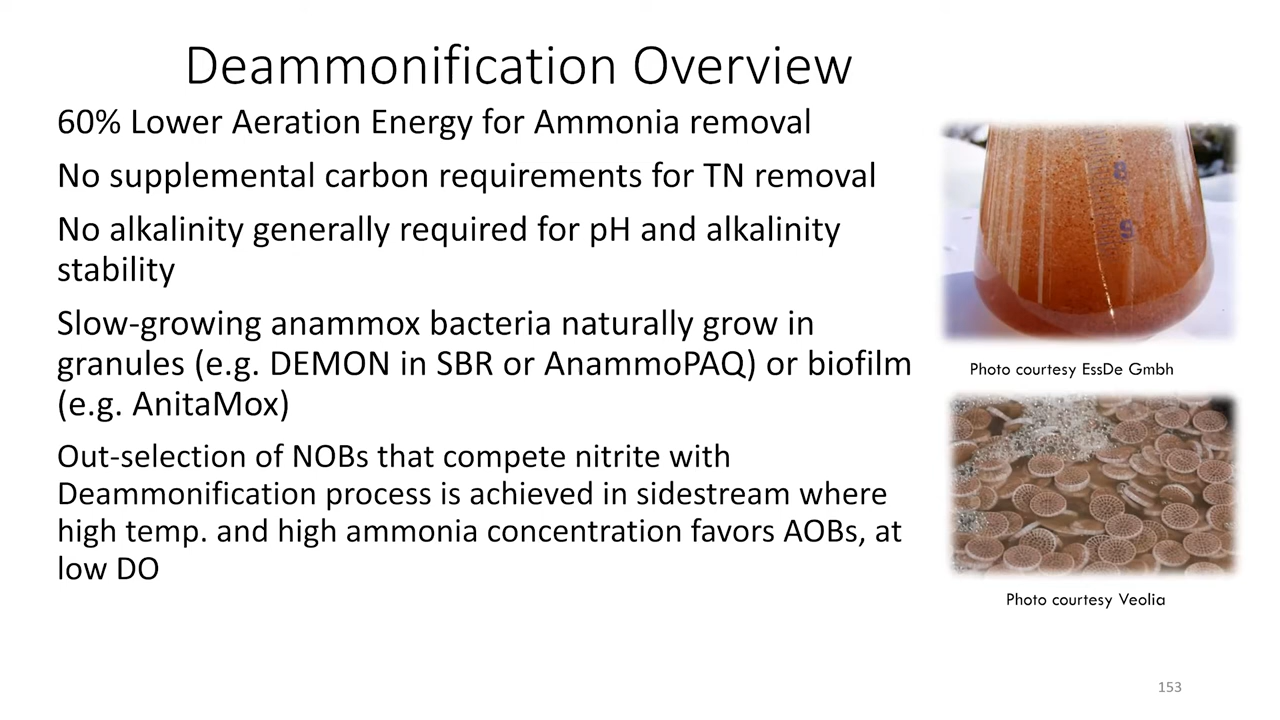 Deammonification Overview
60% Lower Aeration Energy for Ammonia removal
No supplemental carbon requirements for TN removal
No alkalinity generally required for pH and alkalinity
stability
Slow-growing anammox bacteria naturally grow in
granules (e.g. DEMON in SBR or AnammoPAQ) or biofilm
(e.g. AnitaMox)
Out-selection of NOBs that compete nitrite with
Deammonification process is achieved in sidestream where
high temp. and high ammonia concentration favors AOBs, at
low DO
Photo courtesy EssDe Gmbh
Photo courtesy Veolia
153